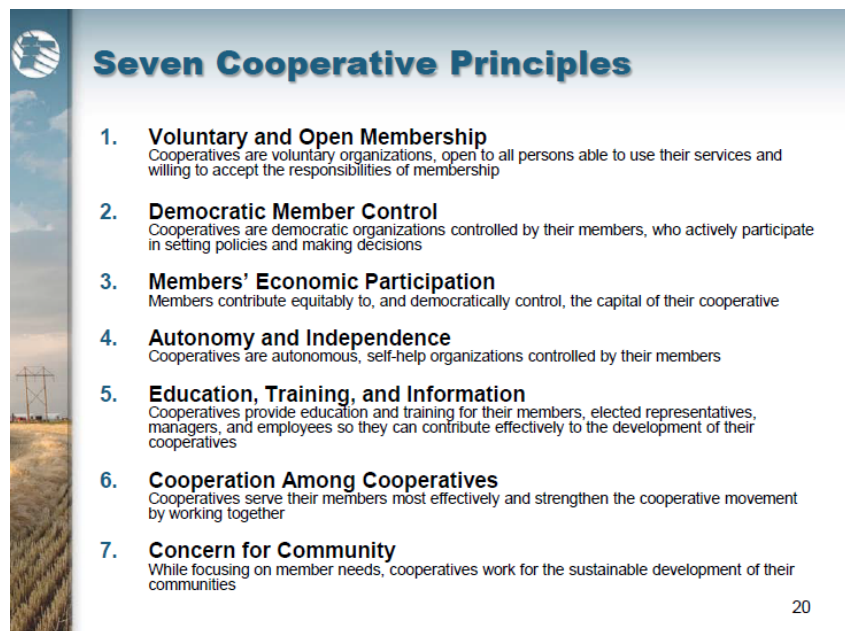 Seven Cooperative Principles
1. Voluntary and Open Membership
Cooperatives are voluntary organizations, open to all persons able to use their services and
willing to accept the responsibilities of membership
2. Democratic Member Control
Cooperatives are democratic organizations controlled by their members, who actively participate
in setting policies and making decisions
3. Members’ Economic Participation
Members contribute equitably to, and democratically control, the capital of their cooperative
4. Autonomy and Independence
Cooperatives are autonomous, self-help organizations controlled by their members
5. Education, Training, and Information
Cooperatives provide education and training for their members, elected representatives,
managers, and employees so they can contribute effectively to the development of their
cooperatives
6. Cooperation Among Cooperatives
Cooperatives serve their members most effectively and strengthen the cooperative movement
by working together
7. Concern for Community
While focusing on member needs, cooperatives work for the sustainable development of their
communities
20